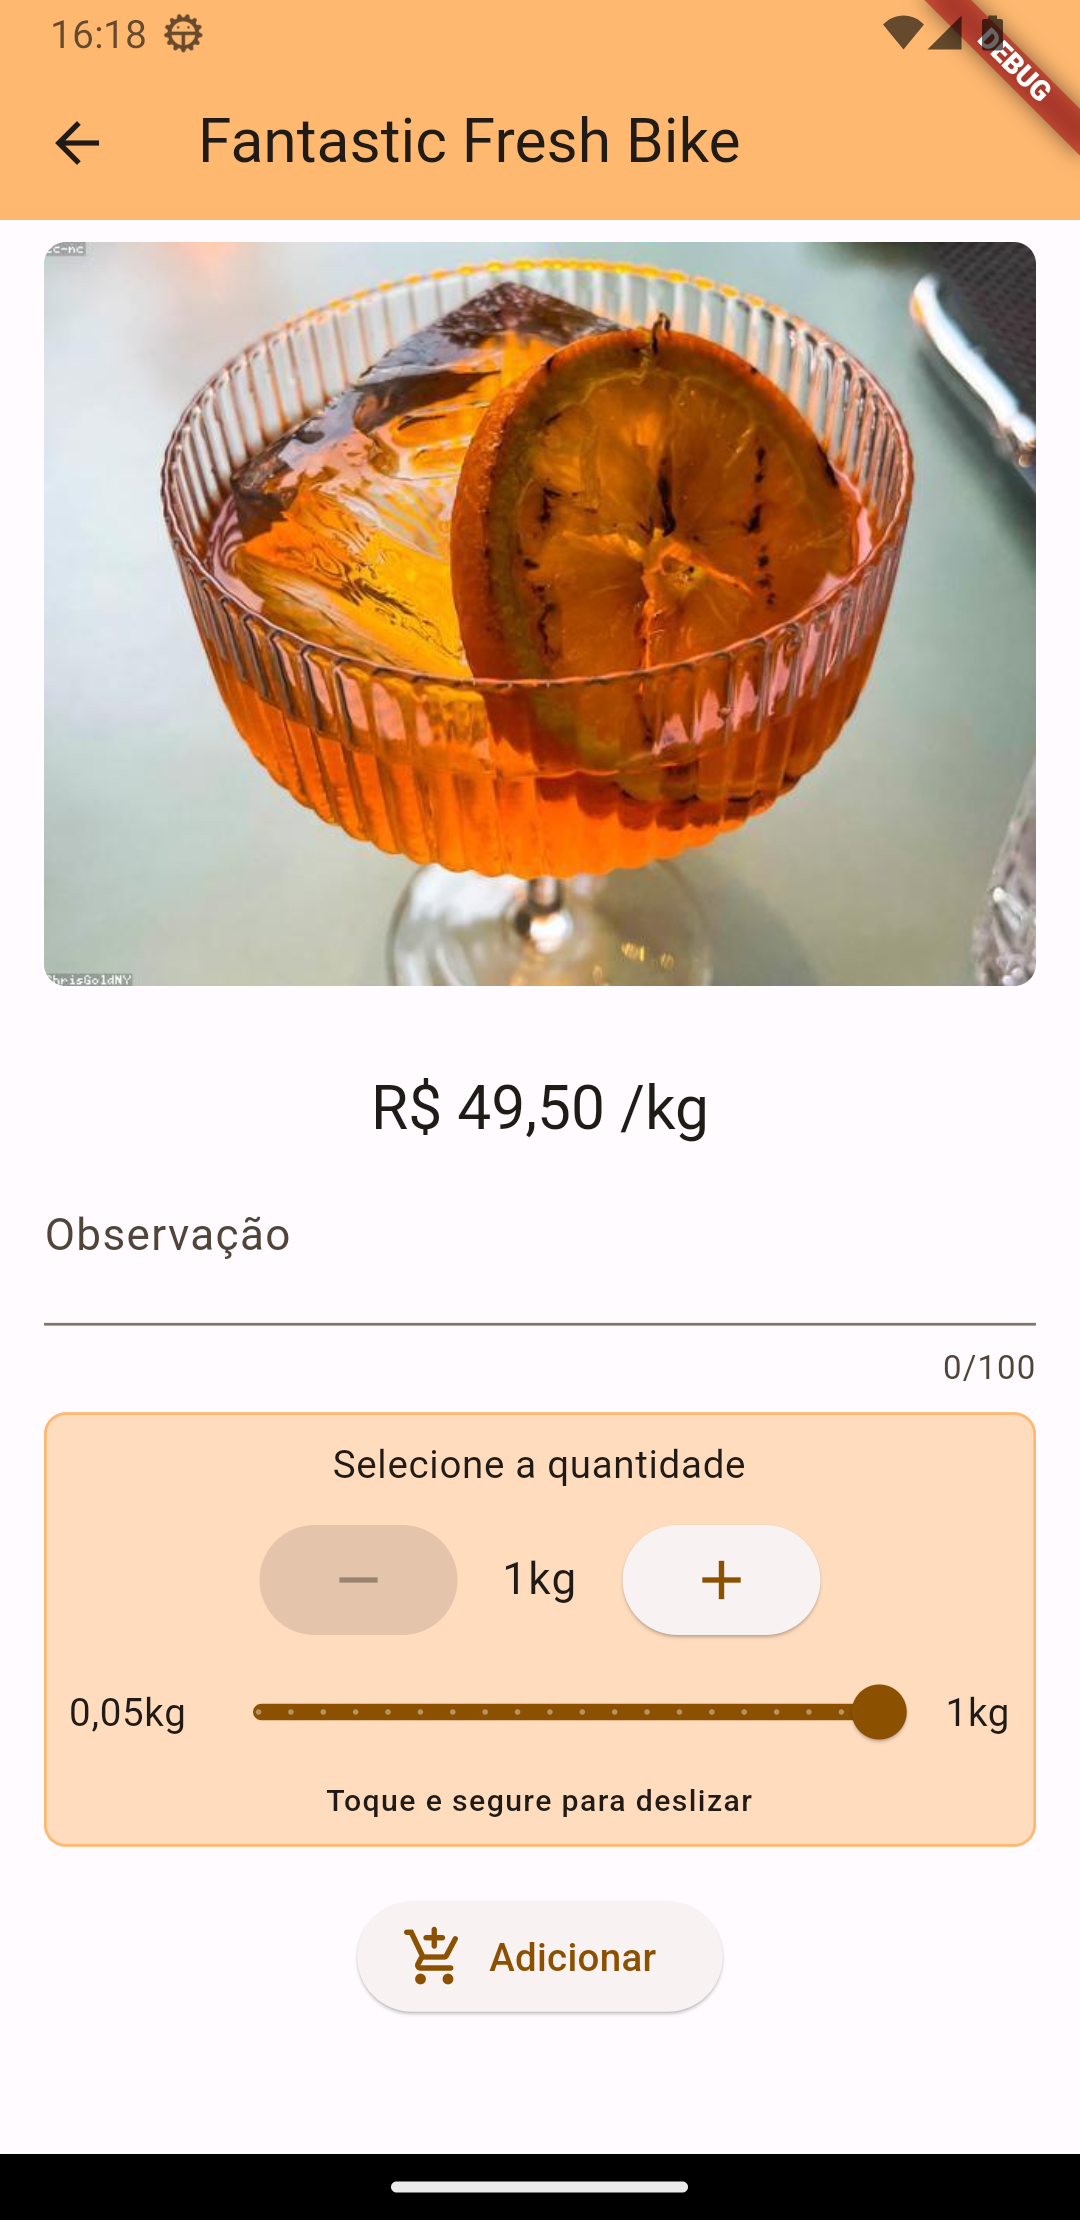 16:18
DEBUG
Fantastic Fresh Bike
cc-nc
ChrisGoldNY
R$ 49,50 /kg
Observação
0/100
Selecione a quantidade
1kg
0,05kg
1kg
Toque e segure para deslizar
Adicionar